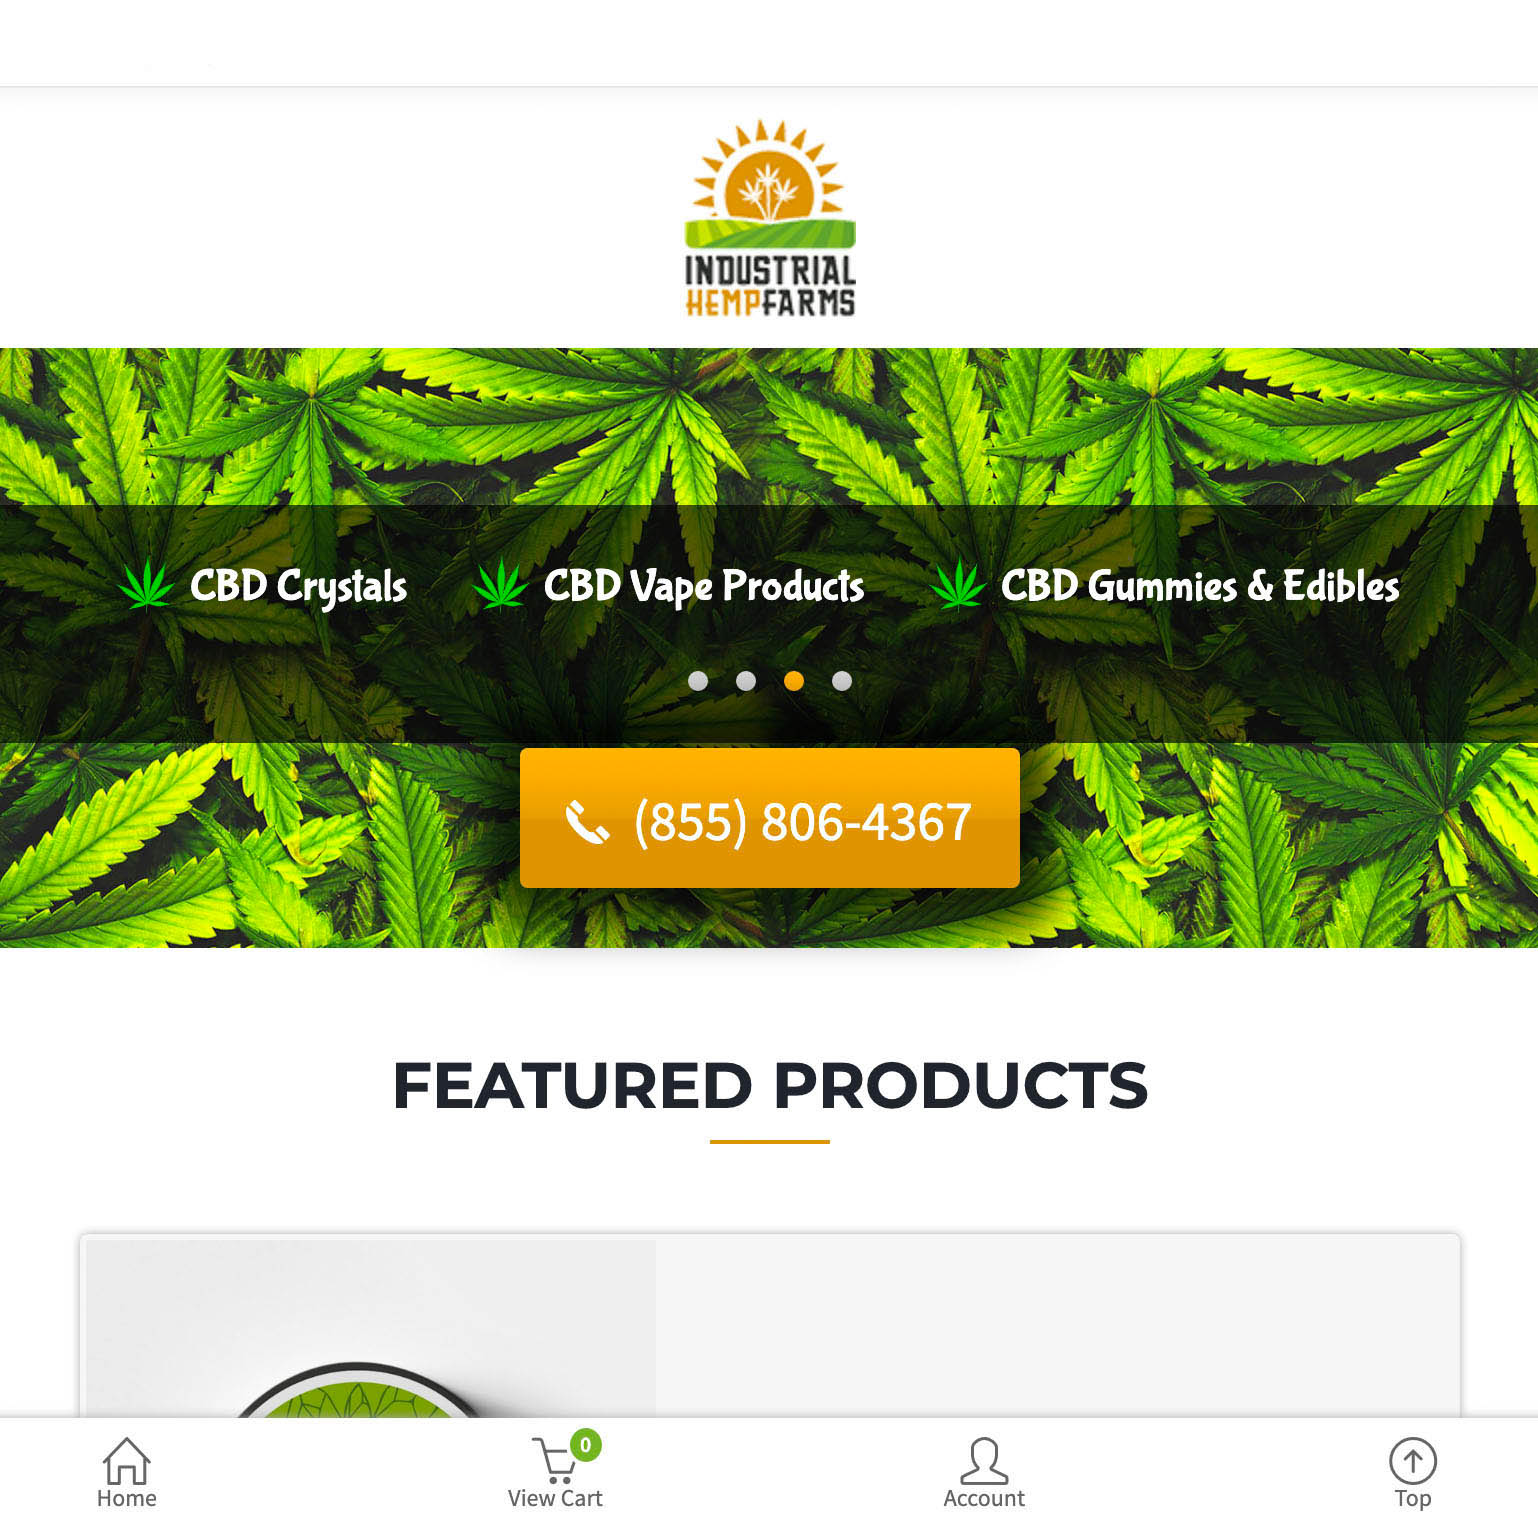 INDUSTRIAL
HEMPFARMS
CBD Crystals
CBD Vape Products
CBD Gummies & Edibles
(855) 806-4367
FEATURED PRODUCTS
0
Home
View Cart
Account
Top